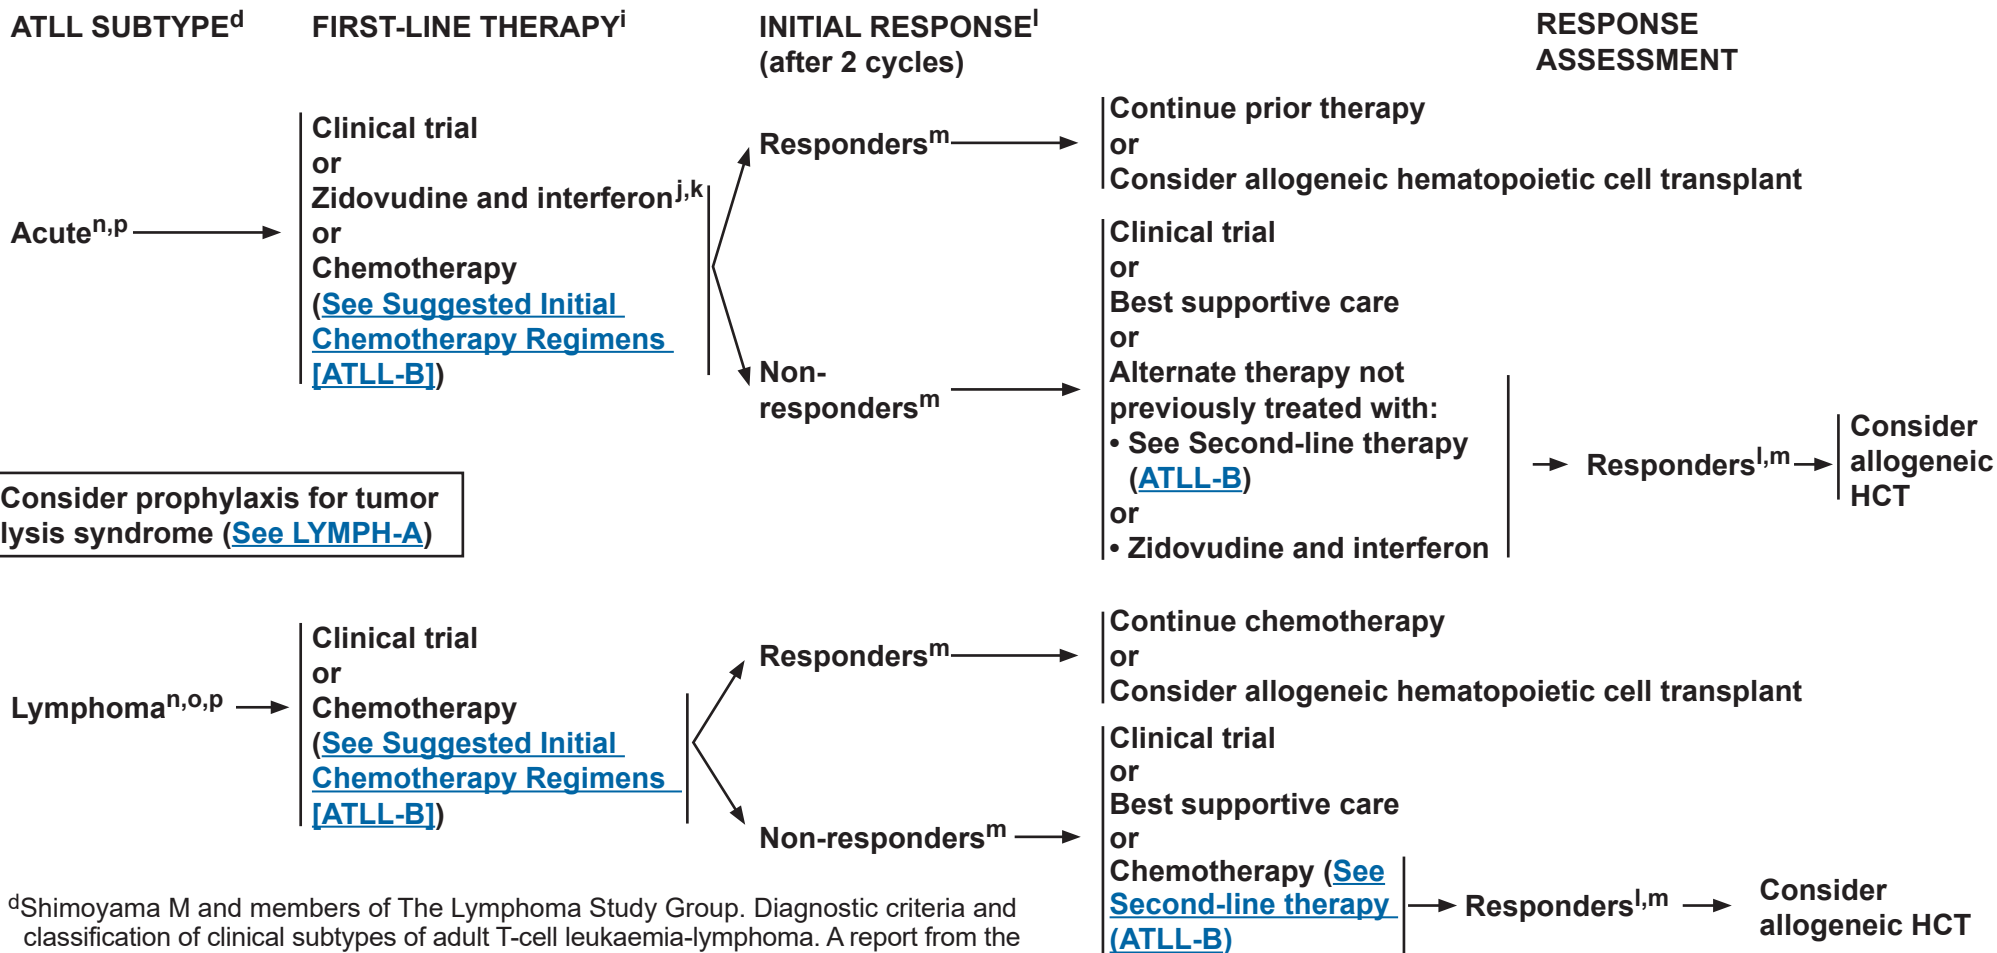 ATLL SUBTYPEd
FIRST-LINE THERAPYi
INITIAL RESPONSEl
(after 2 cycles)
RESPONSE
ASSESSMENT
Acuten,p
Clinical trial
or
Zidovudine and interferonj,k
or
Chemotherapy
(See Suggested Initial
Chemotherapy Regimens
[ATLL-B])
Respondersm
Continue prior therapy
or
Consider allogeneic hematopoietic cell transplant
Non-
respondersm
Clinical trial
or
Best supportive care
or
Alternate therapy not
previously treated with:
• See Second-line therapy
(ATLL-B)
or
• Zidovudine and interferon
Respondersl,m
Consider
allogeneic
HCT
Consider prophylaxis for tumor
lysis syndrome (See LYMPH-A)
Lymphoman,o,p
Clinical trial
or
Chemotherapy
(See Suggested Initial
Chemotherapy Regimens
[ATLL-B])
Respondersm
Continue chemotherapy
or
Consider allogeneic hematopoietic cell transplant
Non-respondersm
Clinical trial
or
Best supportive care
or
Chemotherapy (See
Second-line therapy
(ATLL-B)
Respondersl,m
Consider
allogeneic HCT
dShimoyama M and members of The Lymphoma Study Group. Diagnostic criteria and
classification of clinical subtypes of adult T-cell leukaemia-lymphoma. A report from the